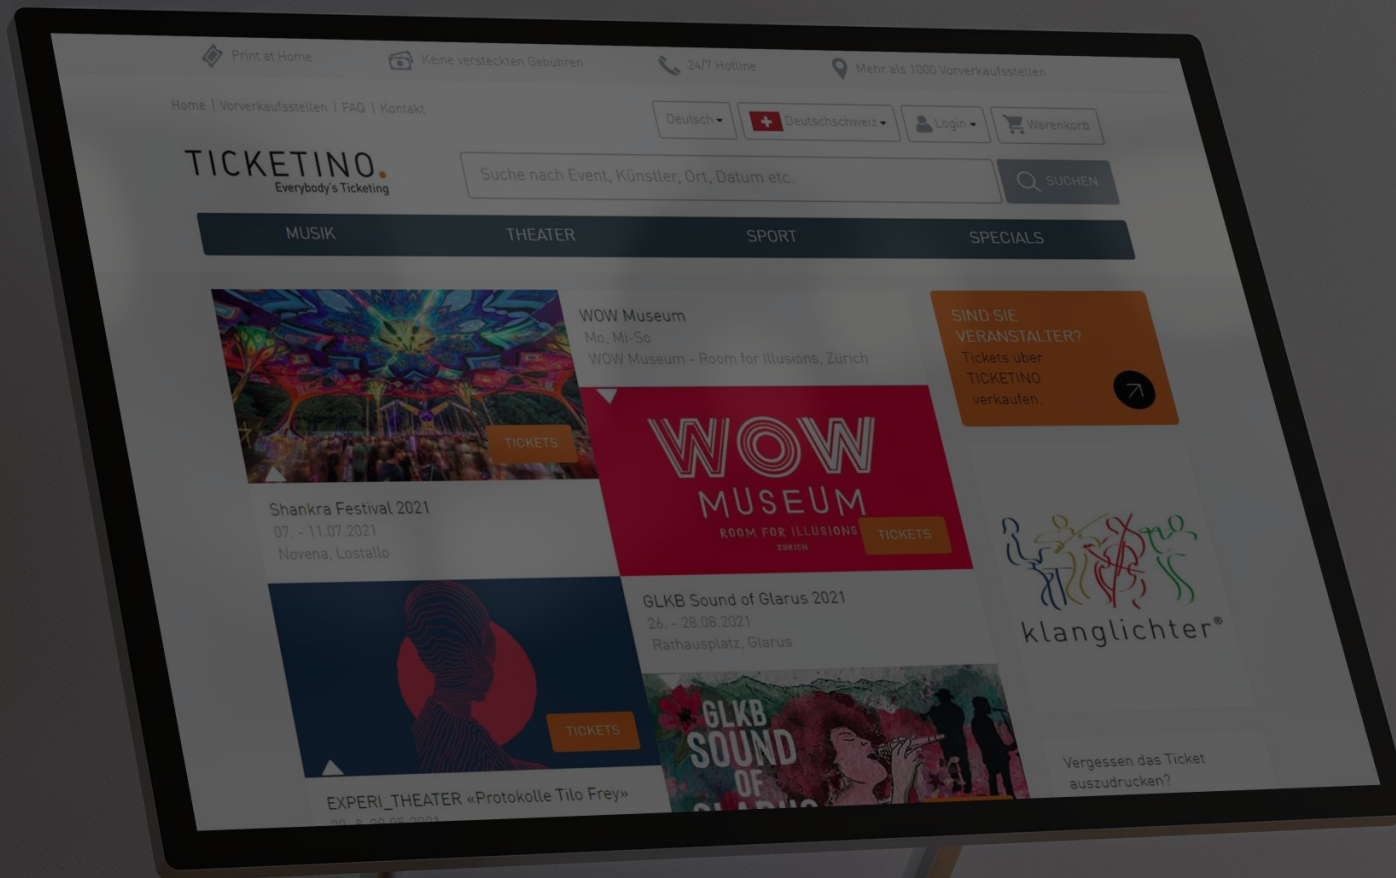 Print at Home
Keine versteckten Gebühren
24/7 Hotline
Mehr als 1000 Vorverkaufsstellen
Home | Vorverkaufsstellen | FAQ | Kontakt
Deutsch
Deutschschweiz
Login
Warenkorb
TICKETINO.
Everybody's Ticketing
Suche nach Event, Künstler, Ort, Datum etc.
SUCHEN
MUSIK
THEATER
SPORT
SPECIALS
TICKETS
Shankra Festival 2021
07. - 11.07.2021
Novena, Lostallo
TICKETS
EXPERI_THEATER «Protokolle Tilo Frey»
WOW Museum
Mo, Mi-So
WOW Museum - Room for Illusions, Zürich
WOW
MUSEUM
ROOM FOR ILLUSIONS
ZÜRICH
TICKETS
GLKB Sound of Glarus 2021
26. - 28.08.2021
Rathausplatz, Glarus
GLKB
SOUND
OF
GLARUS
SIND SIE
VERANSTALTER?
Tickets über
TICKETINO
verkaufen.
klanglichter®
Vergessen das Ticket
auszudrucken?